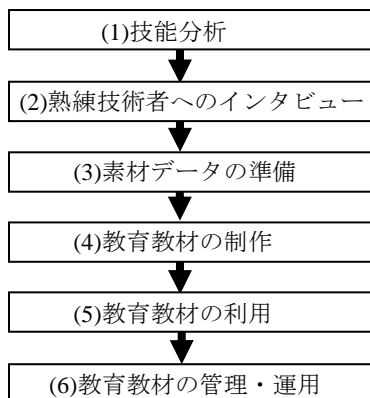 (1)技能分析
(2)熟練技術者へのインタビュー
(3)素材データの準備
(4)教育教材の制作
(5)教育教材の利用
(6)教育教材の管理・運用